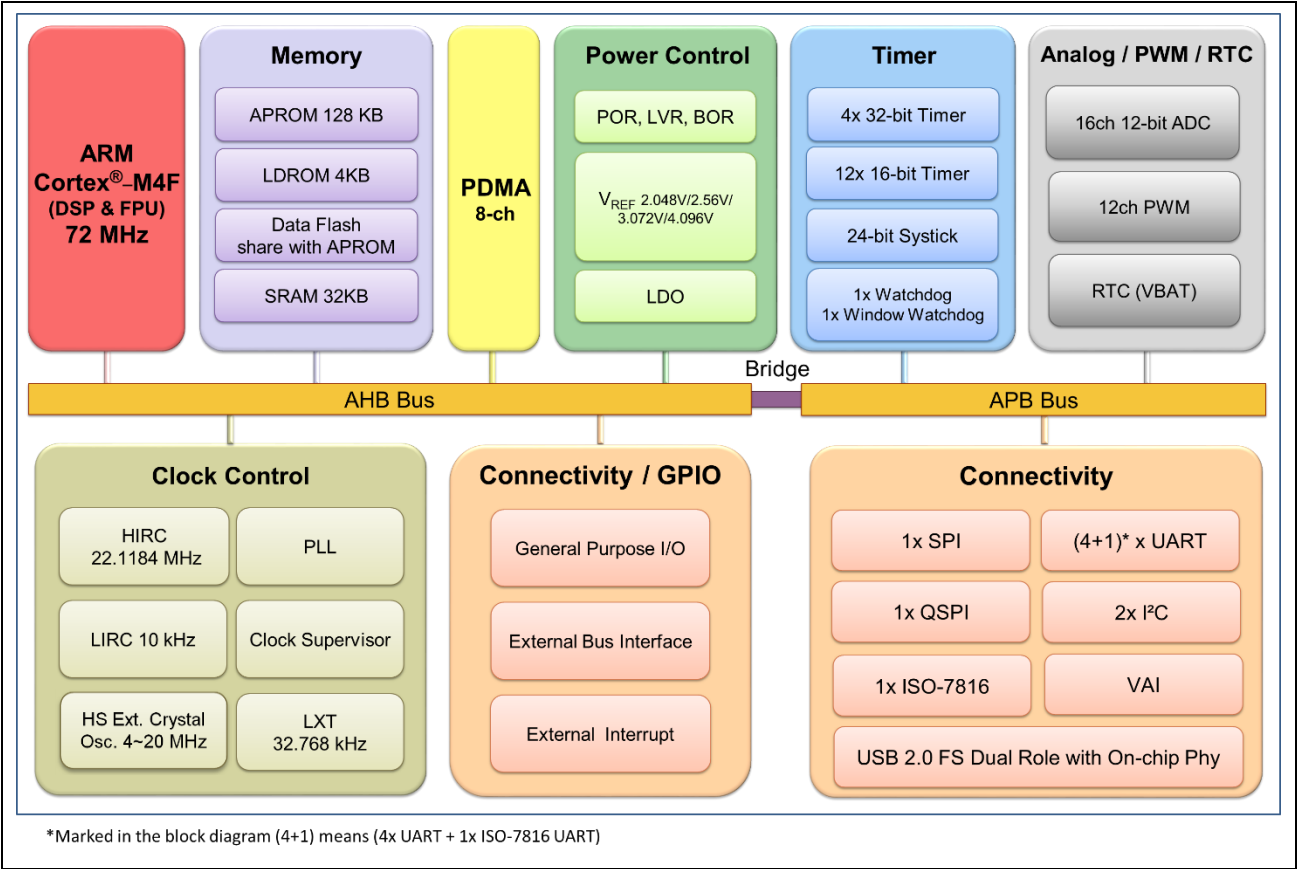 ARM
Cortex®–M4F
(DSP & FPU)
72 MHz
Memory
APROM 128 KB
LDROM 4KB
Data Flash
share with APROM
SRAM 32KB
PDMA
8-ch
Power Control
POR, LVR, BOR
VREF 2.048V/2.56V/
3.072V/4.096V
LDO
Timer
4x 32-bit Timer
12x 16-bit Timer
24-bit Systick
1x Watchdog
1x Window Watchdog
Analog / PWM / RTC
16ch 12-bit ADC
12ch PWM
RTC (VBAT)
Bridge
AHB Bus
APB Bus
Clock Control
HIRC
22.1184 MHz
PLL
LIRC 10 kHz
Clock Supervisor
HS Ext. Crystal
Osc. 4~20 MHz
LXT
32.768 kHz
Connectivity / GPIO
General Purpose I/O
External Bus Interface
External Interrupt
Connectivity
1x SPI
(4+1)* x UART
1x QSPI
2x I²C
1x ISO-7816
VAI
USB 2.0 FS Dual Role with On-chip Phy
*Marked in the block diagram (4+1) means (4x UART + 1x ISO-7816 UART)